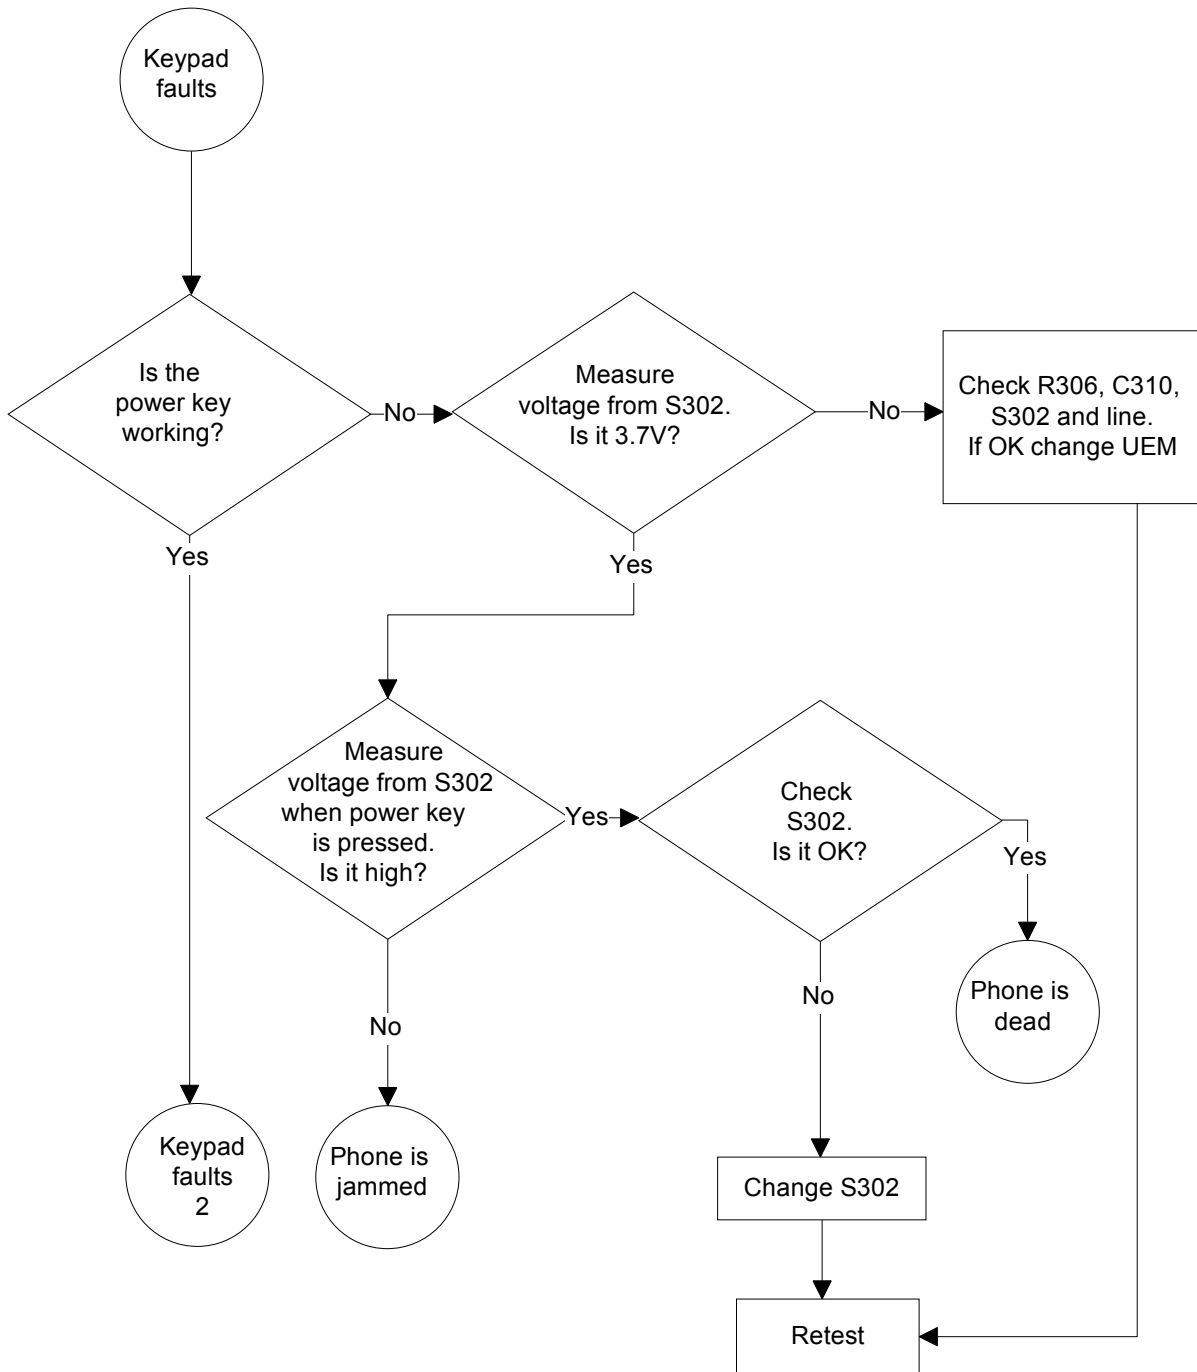 Keypad
faults
Is the
power key
working?
No
Measure
voltage from S302.
Is it 3.7V?
No
Check R306, C310,
S302 and line.
If OK change UEM
Yes
Yes
Measure
voltage from S302
when power key
is pressed.
Is it high?
Yes
Check
S302.
Is it OK?
Yes
No
No
Phone is
dead
Keypad
faults
2
Phone is
jammed
Change S302
Retest